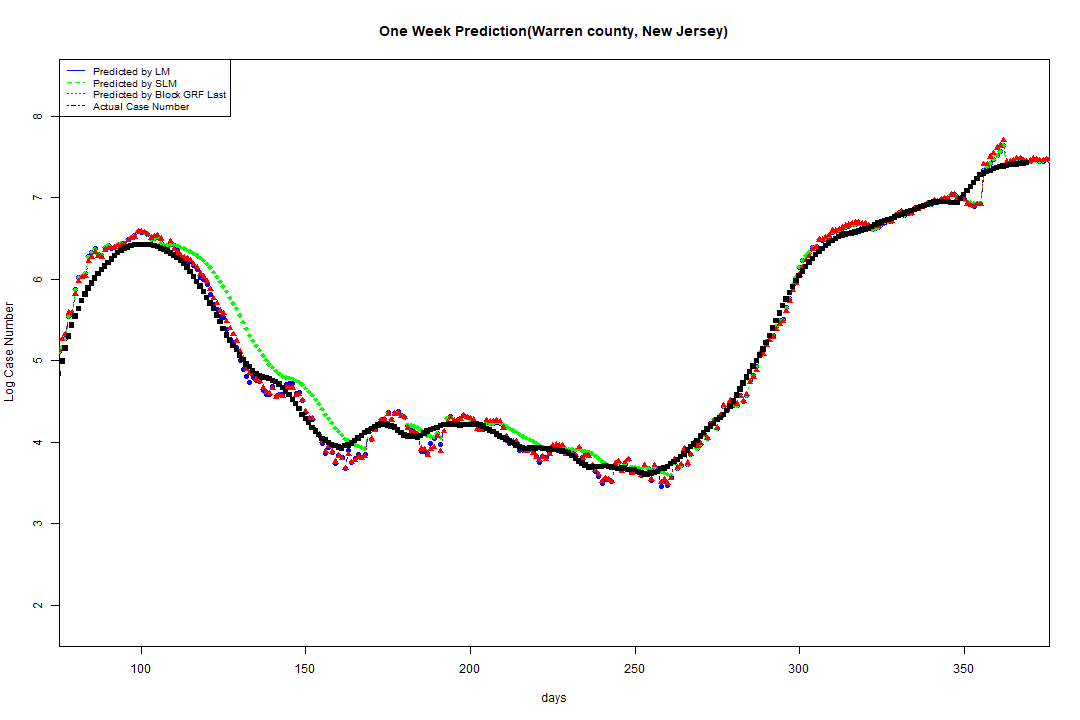 One Week Prediction(Warren county, New Jersey)
Predicted by LM
Predicted by SLM
Predicted by Block GRF Last
Actual Case Number
Log Case Number
8
7
6
5
4
3
2
100 150 200 250 300 350
days